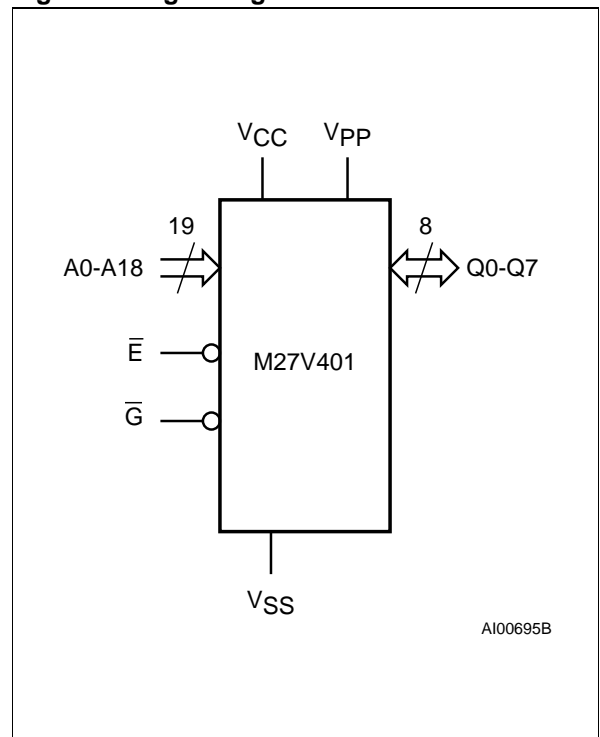 VCC VPP
19 8
A0-A18 Q0-Q7
E̅
M27V401
G̅
VSS
AI00695B